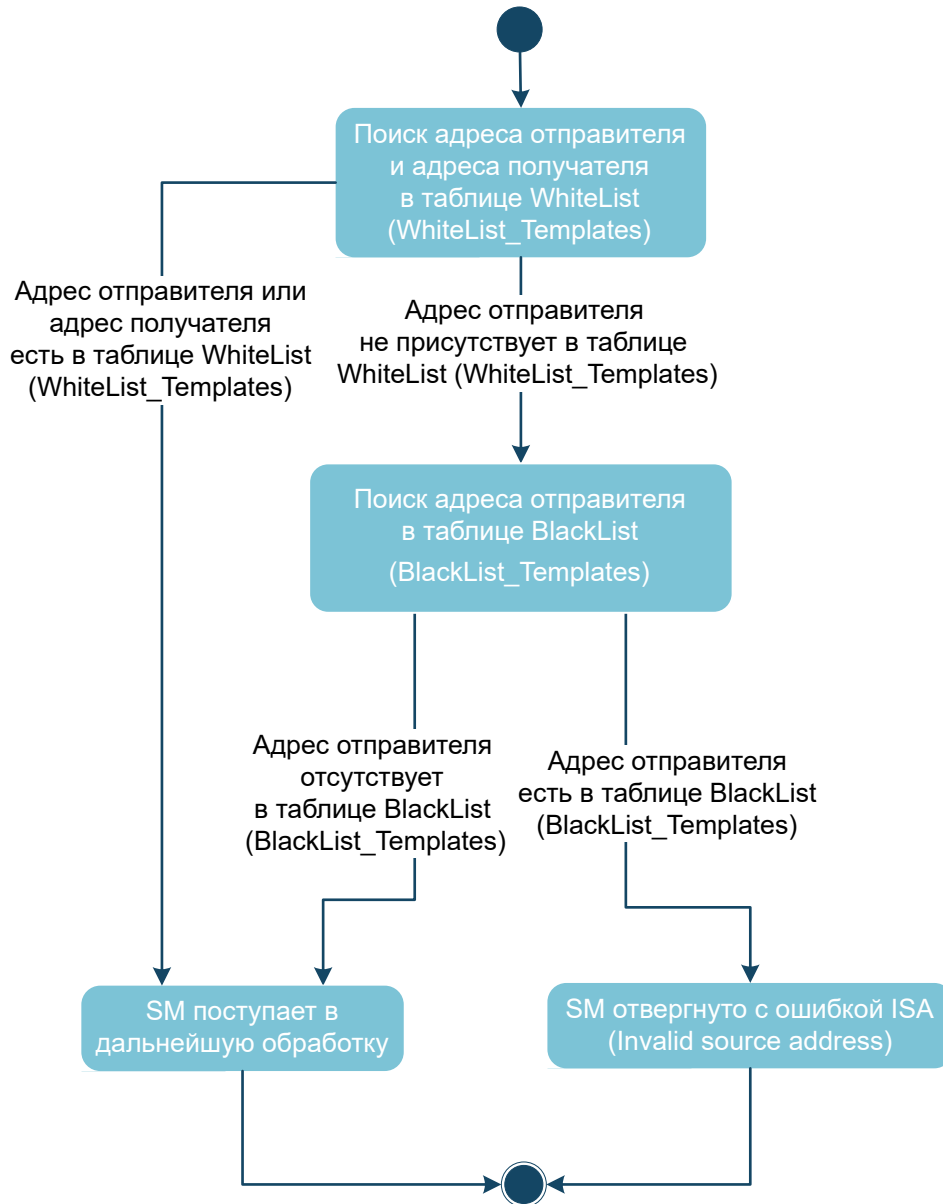 Поиск адреса отправителя
и адреса получателя
в таблице WhiteList
(WhiteList_Templates)
Адрес отправителя или
адрес получателя
есть в таблице WhiteList
(WhiteList_Templates)
Адрес отправителя
не присутствует в таблице
WhiteList (WhiteList_Templates)
Поиск адреса отправителя
в таблице BlackList
(BlackList_Templates)
Адрес отправителя
отсутствует
в таблице BlackList
(BlackList_Templates)
Адрес отправителя
есть в таблице BlackList
(BlackList_Templates)
SM поступает в
дальнейшую обработку
SM отвергнуто с ошибкой ISA
(Invalid source address)